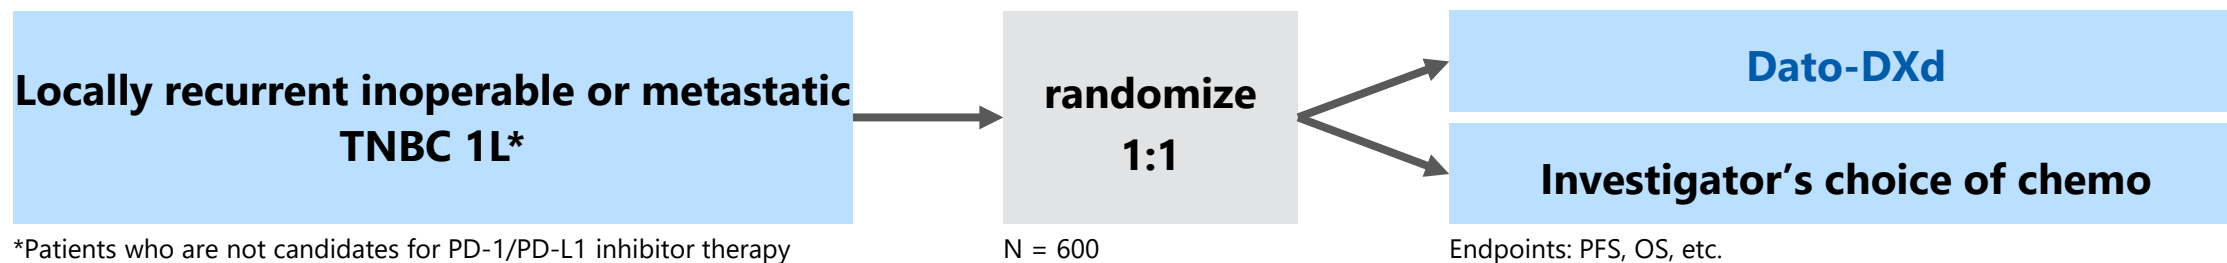 Locally recurrent inoperable or metastatic
TNBC 1L*
randomize
1:1
Dato-DXd
Investigator’s choice of chemo
*Patients who are not candidates for PD-1/PD-L1 inhibitor therapy
N = 600
Endpoints: PFS, OS, etc.